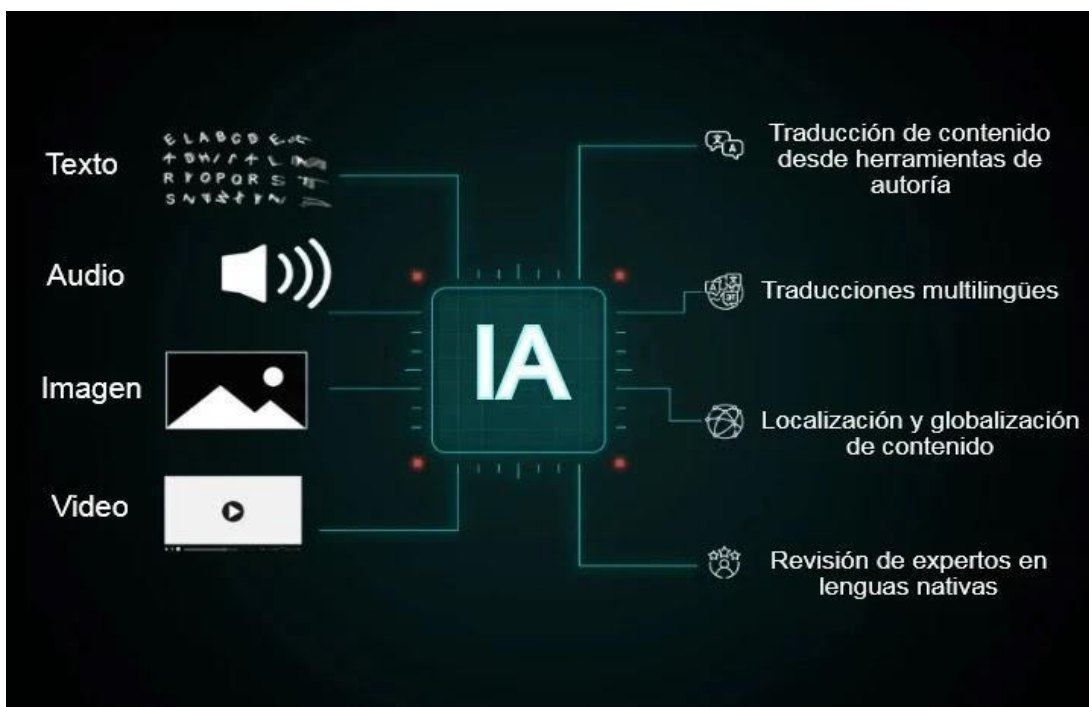 Texto
E L A B C D E
R Y O P Q R S T
Audio
Imagen
Video
IA
Traducción de contenido
desde herramientas de
autoría
Traducciones multilingües
Localización y globalización
de contenido
Revisión de expertos en
lenguas nativas